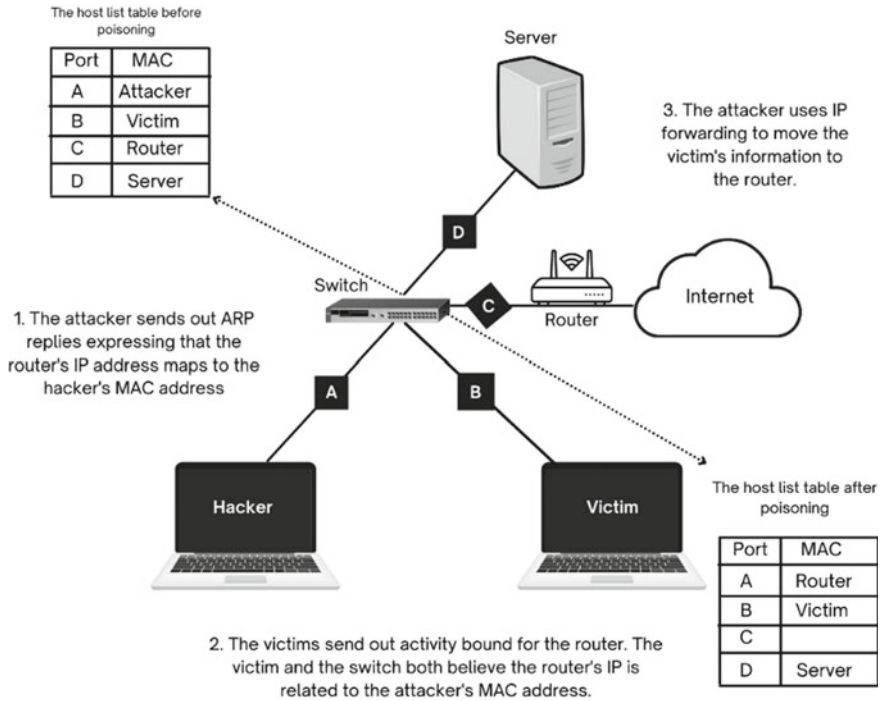 The host list table before
poisoning
Port MAC
A Attacker
B Victim
C Router
D Server
Server
3. The attacker uses IP
forwarding to move the
victim's information to
the router.
D
Switch
C
Router
Internet
1. The attacker sends out ARP
replies expressing that the
router's IP address maps to the
hacker's MAC address
A
B
Hacker
Victim
The host list table after
poisoning
Port MAC
A Router
B Victim
C
D Server
2. The victims send out activity bound for the router. The
victim and the switch both believe the router's IP is
related to the attacker's MAC address.